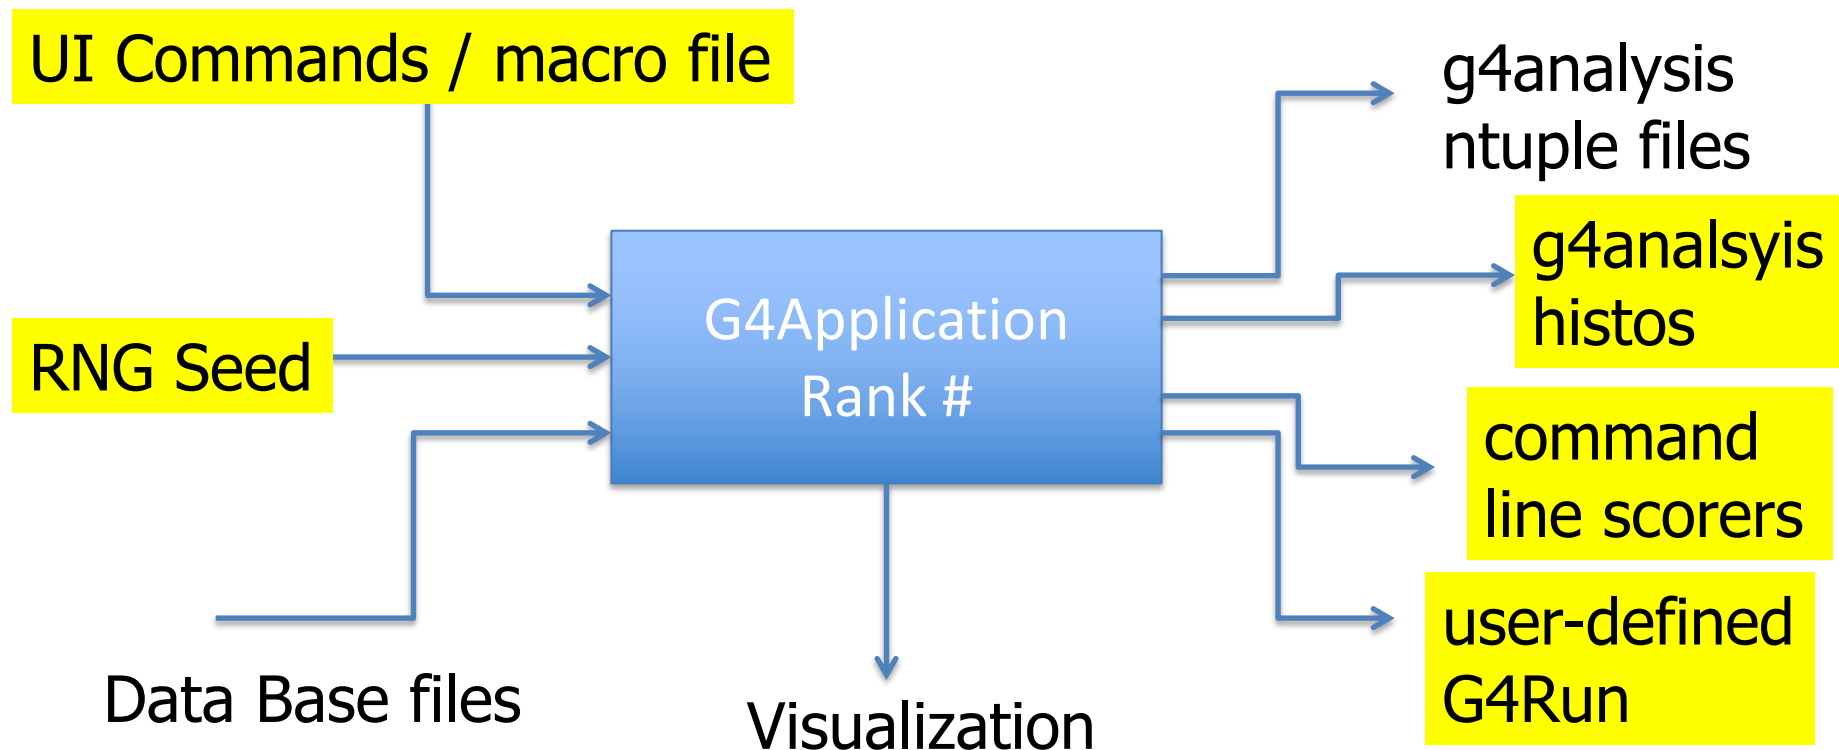 UI Commands / macro file
RNG Seed
Data Base files
G4Application
Rank #
Visualization
g4analysis
ntuple files
g4analsyis
histos
command
line scorers
user-defined
G4Run